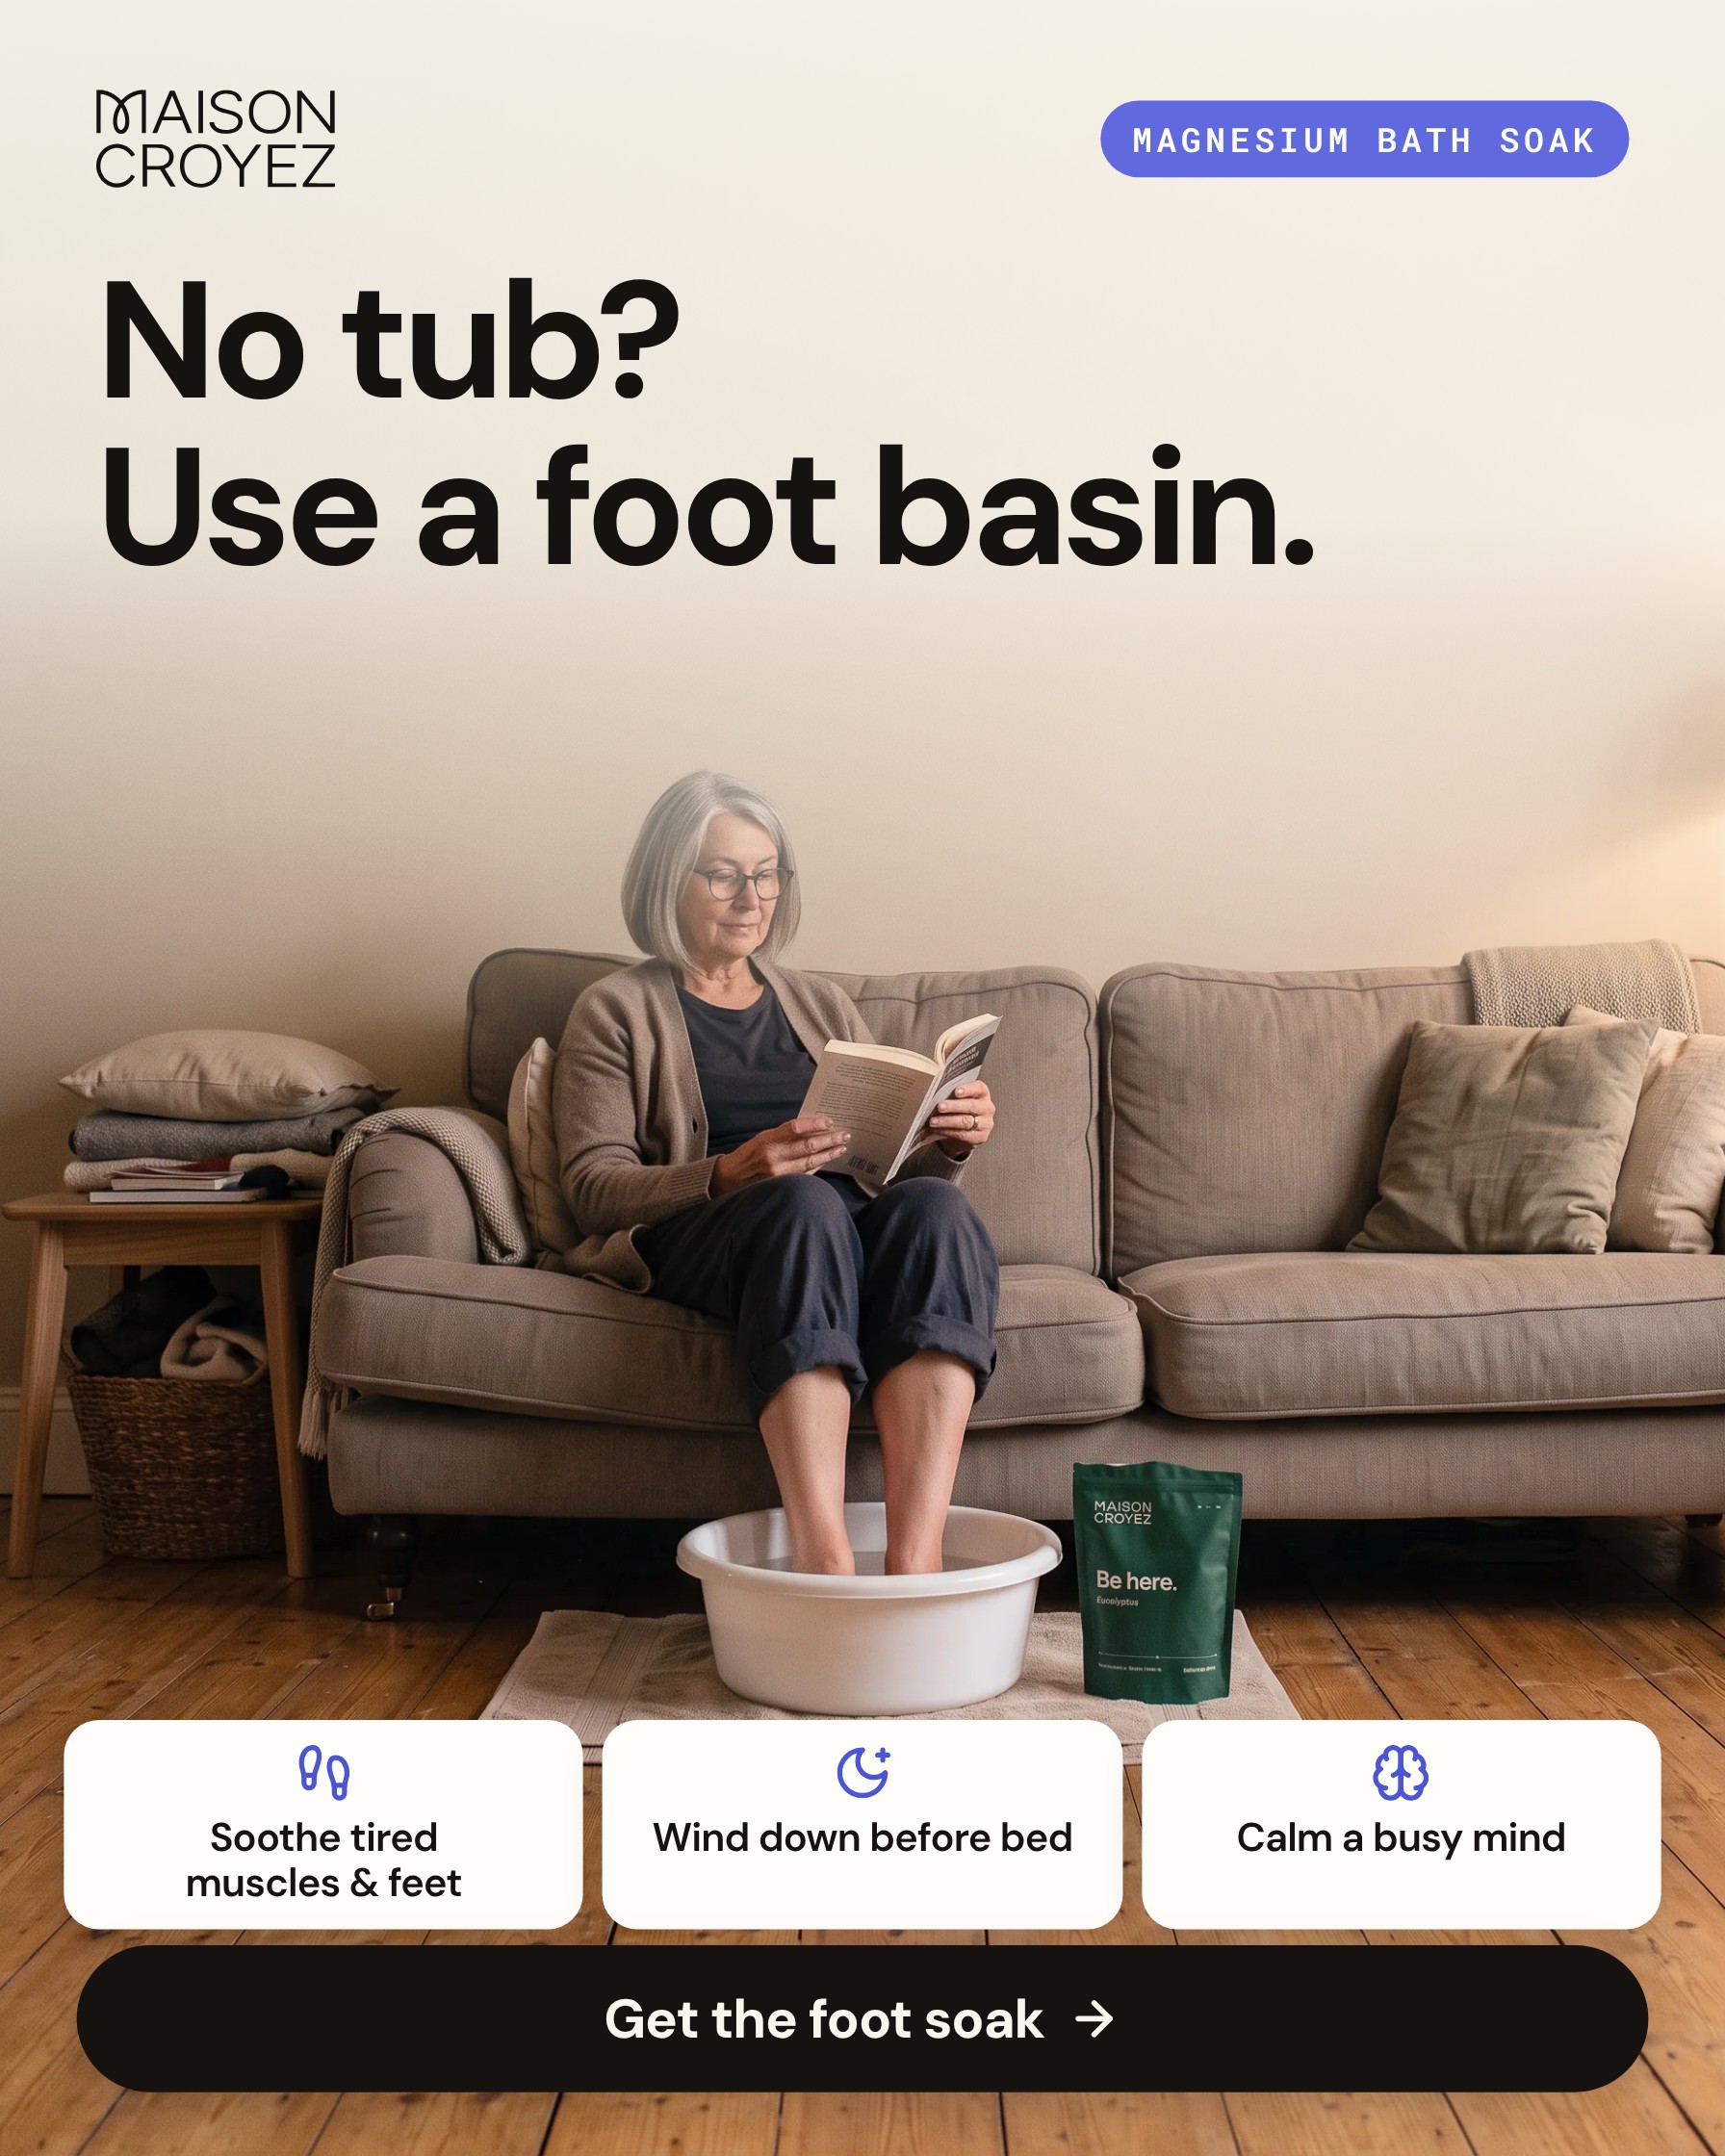 MAISON
CROYEZ
MAGNESIUM BATH SOAK
No tub?
Use a foot basin.
MAISON
CROYEZ
Be here.
Eucalyptus
Soothe tired
muscles & feet
Wind down before bed
Calm a busy mind
Get the foot soak